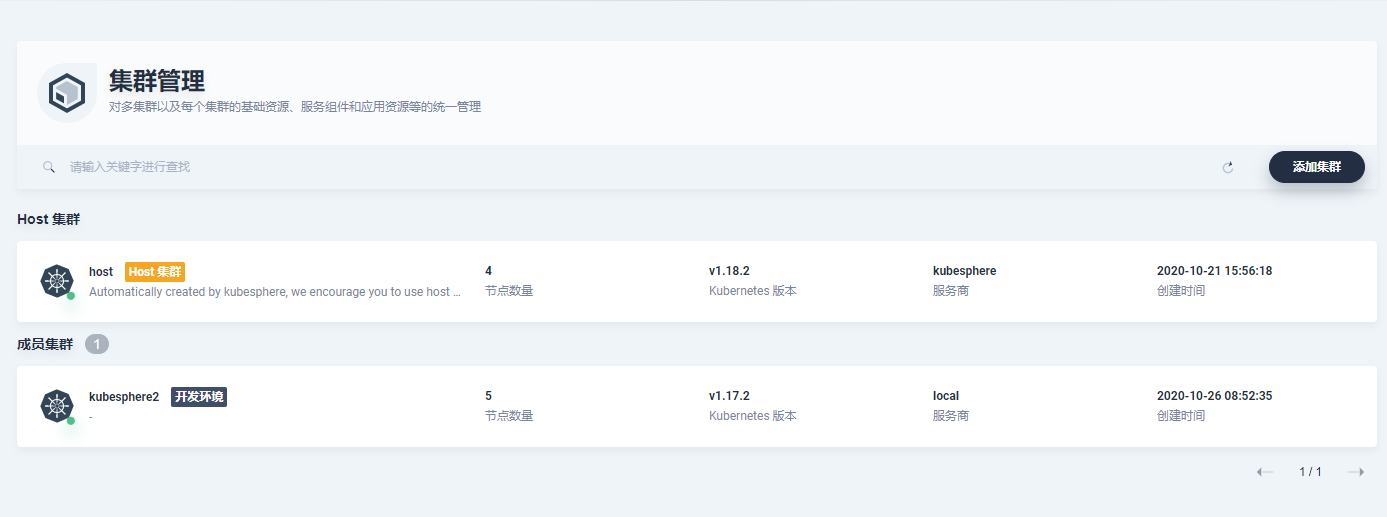 集群管理
对多集群以及每个集群的基础资源、服务组件和应用资源等的统一管理
请输入关键字进行查找
添加集群
Host 集群
host Host 集群 4 v1.18.2 kubesphere 2020-10-21 15:56:18
Automatically created by kubesphere, we encourage you to use host ... 节点数量 Kubernetes 版本 服务商 创建时间
成员集群 1
kubesphere2 开发环境 5 v1.17.2 local 2020-10-26 08:52:35
- 节点数量 Kubernetes 版本 服务商 创建时间
1 / 1